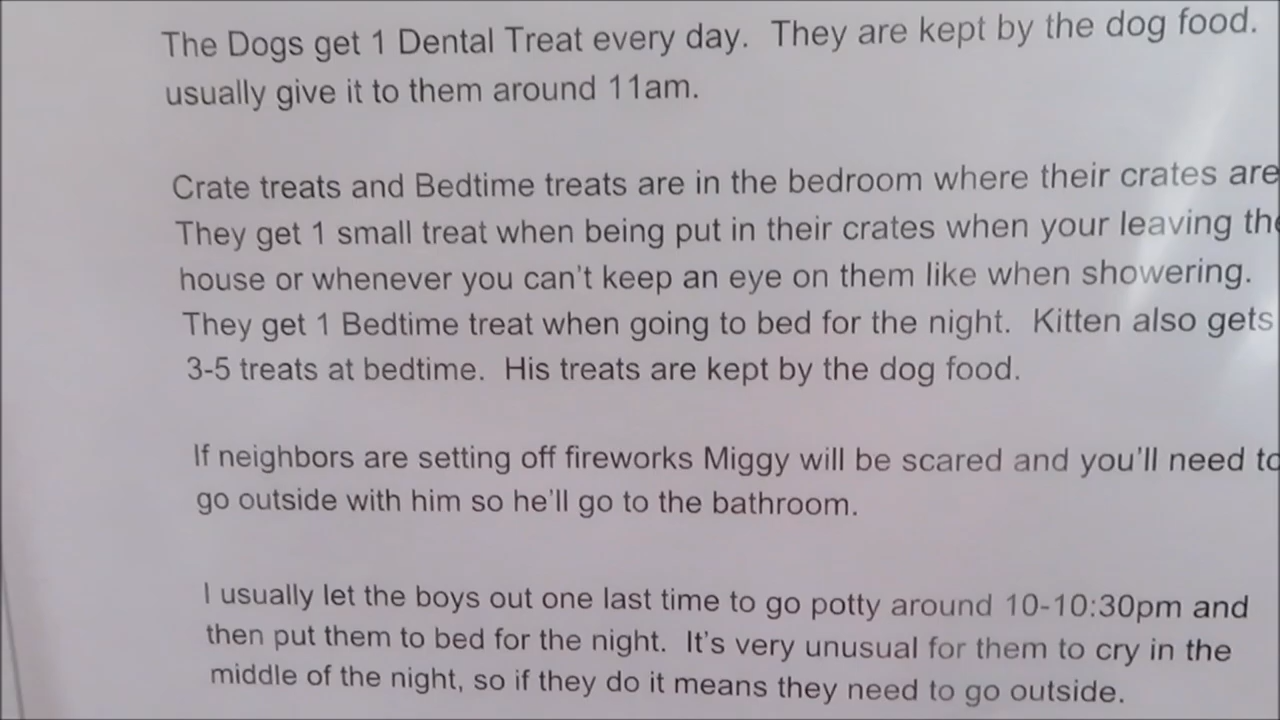 The Dogs get 1 Dental Treat every day. They are kept by the dog food.
usually give it to them around 11am.
Crate treats and Bedtime treats are in the bedroom where their crates are
They get 1 small treat when being put in their crates when your leaving the
house or whenever you can't keep an eye on them like when showering.
They get 1 Bedtime treat when going to bed for the night. Kitten also gets
3-5 treats at bedtime. His treats are kept by the dog food.
If neighbors are setting off fireworks Miggy will be scared and you'll need to
go outside with him so he'll go to the bathroom.
I usually let the boys out one last time to go potty around 10-10:30pm and
then put them to bed for the night. It's very unusual for them to cry in the
middle of the night, so if they do it means they need to go outside.